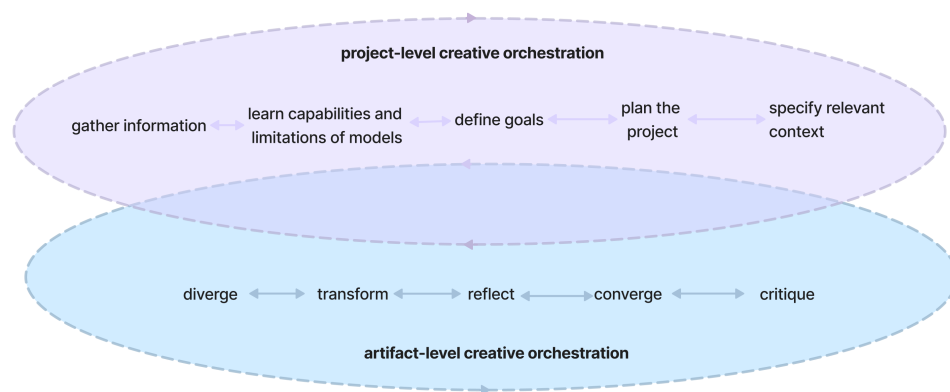 project-level creative orchestration
gather information
learn capabilities and
limitations of models
define goals
plan the
project
specify relevant
context
diverge
transform
reflect
converge
critique
artifact-level creative orchestration